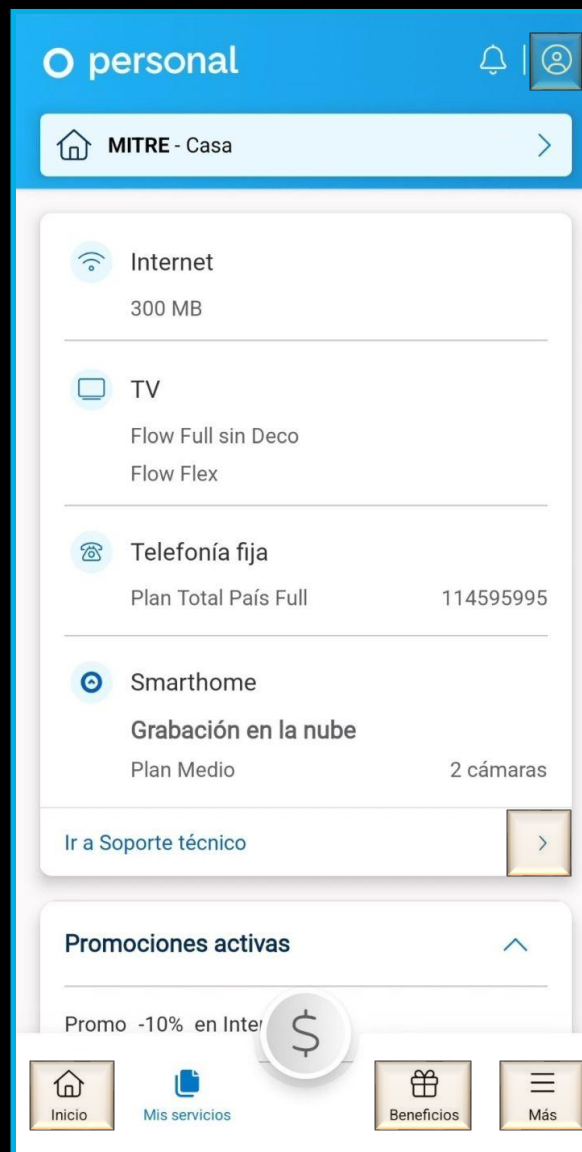 personal
MITRE - Casa
Internet
300 MB
TV
Flow Full sin Deco
Flow Flex
Telefonía fija
Plan Total País Full 114595995
Smarthome
Grabación en la nube
Plan Medio 2 cámaras
Ir a Soporte técnico
Promociones activas
Promo -10% en
$
Inicio Mis servicios Beneficios Más